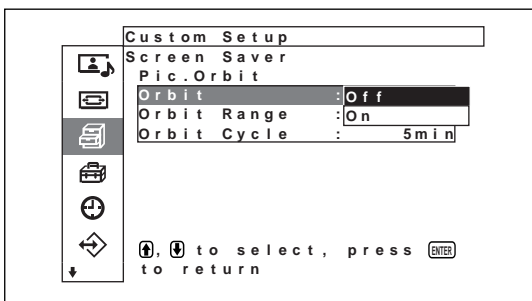 Custom Setup
Screen Saver
Pic.Orbit
Orbit : Off
Orbit Range : On
Orbit Cycle : 5min
↑, ↓ to select, press ENTER
to return